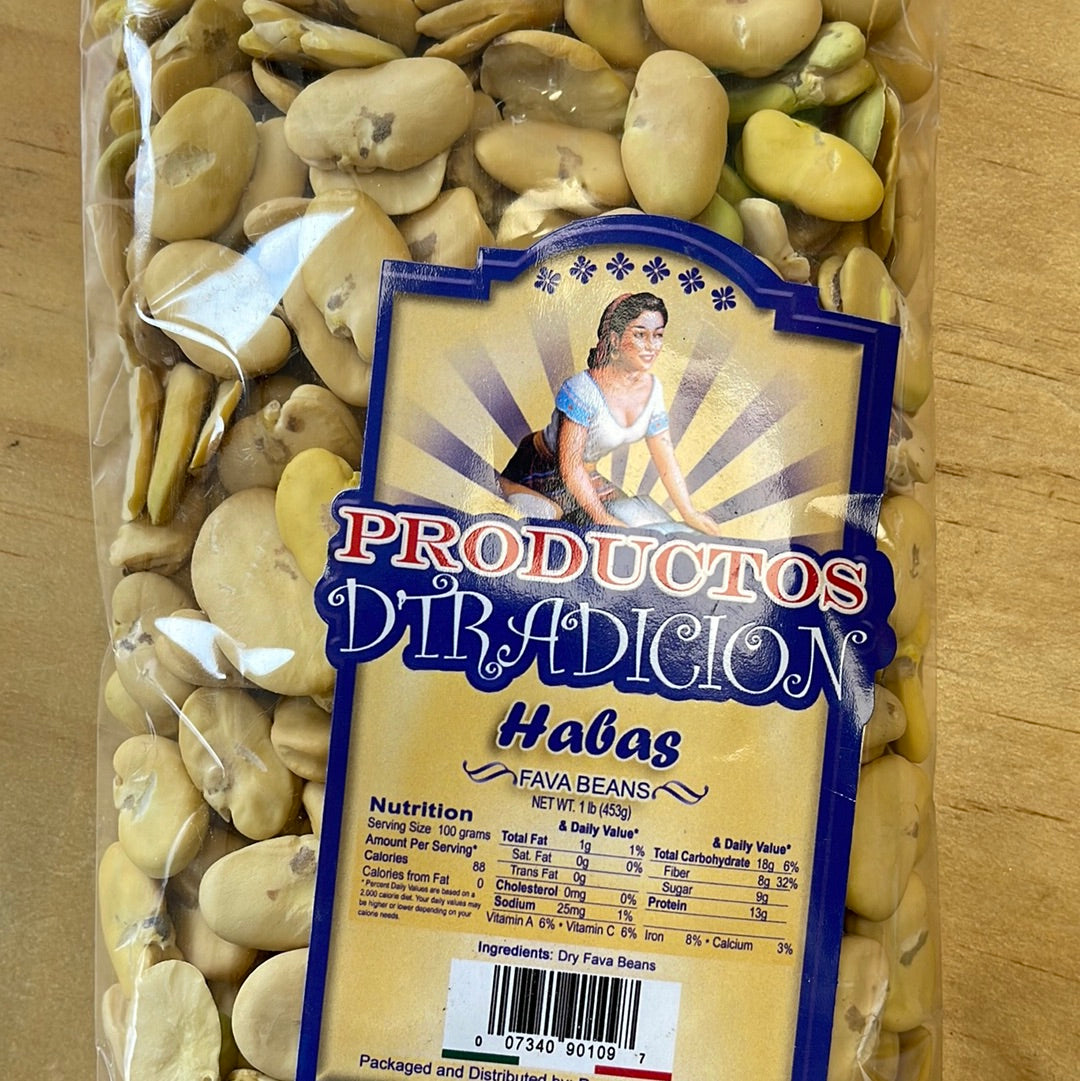 PRODUCTOS
DTRADICION
Habas
FAVA BEANS
NET WT. 1 lb (453g)
Nutrition
Serving Size 100 grams
Amount Per Serving*
Calories 88
Calories from Fat 0
*Percent Daily Values are based on a
2,000 calorie diet. Your daily values may
be higher or lower depending on your
calorie needs.
& Daily Value*
Total Fat 1g 1%
Sat. Fat 0g 0%
Trans Fat 0g
Cholesterol 0mg 0%
Sodium 25mg 1%
& Daily Value*
Total Carbohydrate 18g 6%
Fiber 8g 32%
Sugar 9g
Protein 13g
Vitamin A 6% • Vitamin C 6% Iron 8% • Calcium 3%
Ingredients: Dry Fava Beans
0 07340 90109 7
Packaged and Distributed by: